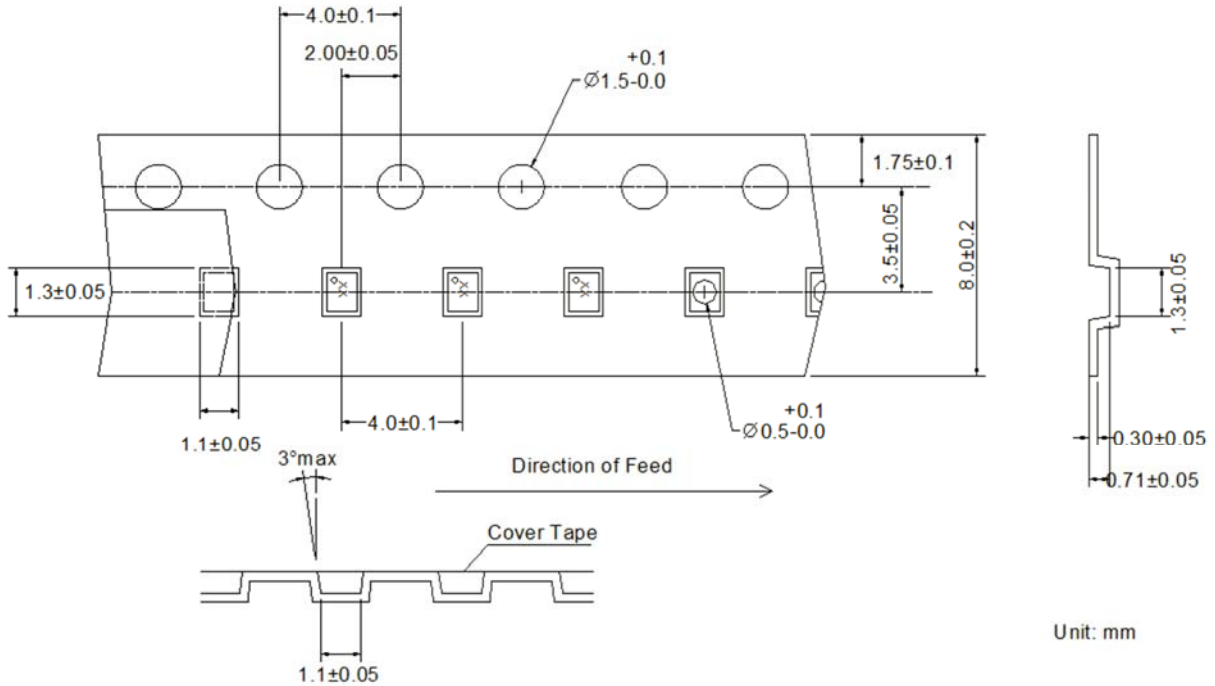 4.0±0.1
2.00±0.05
+0.1
Ø1.5-0.0
1.75±0.1
3.5±0.05
8.0±0.2
1.3±0.05
XX
XX
XX
1.3±0.05
4.0±0.1
1.1±0.05
+0.1
Ø0.5-0.0
0.30±0.05
0.71±0.05
3°max
Direction of Feed
Cover Tape
1.1±0.05
Unit: mm